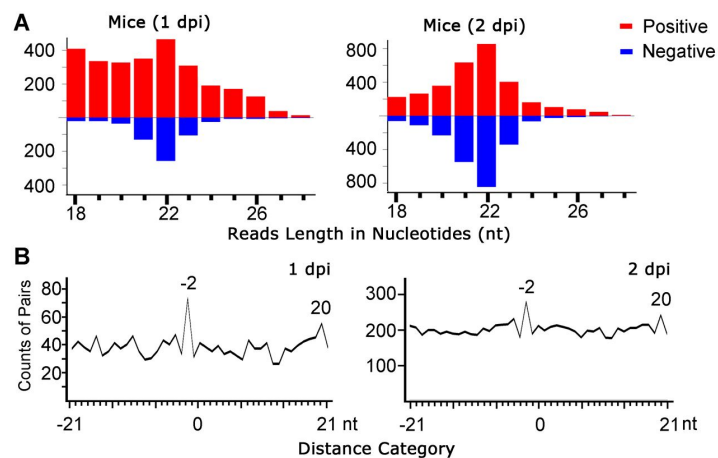 A
Mice (1 dpi)
Mice (2 dpi)
Positive
Negative
400
200
200
400
18
22
26
800
400
400
800
18
22
26
Reads Length in Nucleotides (nt)
B
1 dpi
-2
20
Counts of Pairs
80
60
40
20
-21
0
21 nt
2 dpi
-2
20
300
200
100
-21
0
21 nt
Distance Category